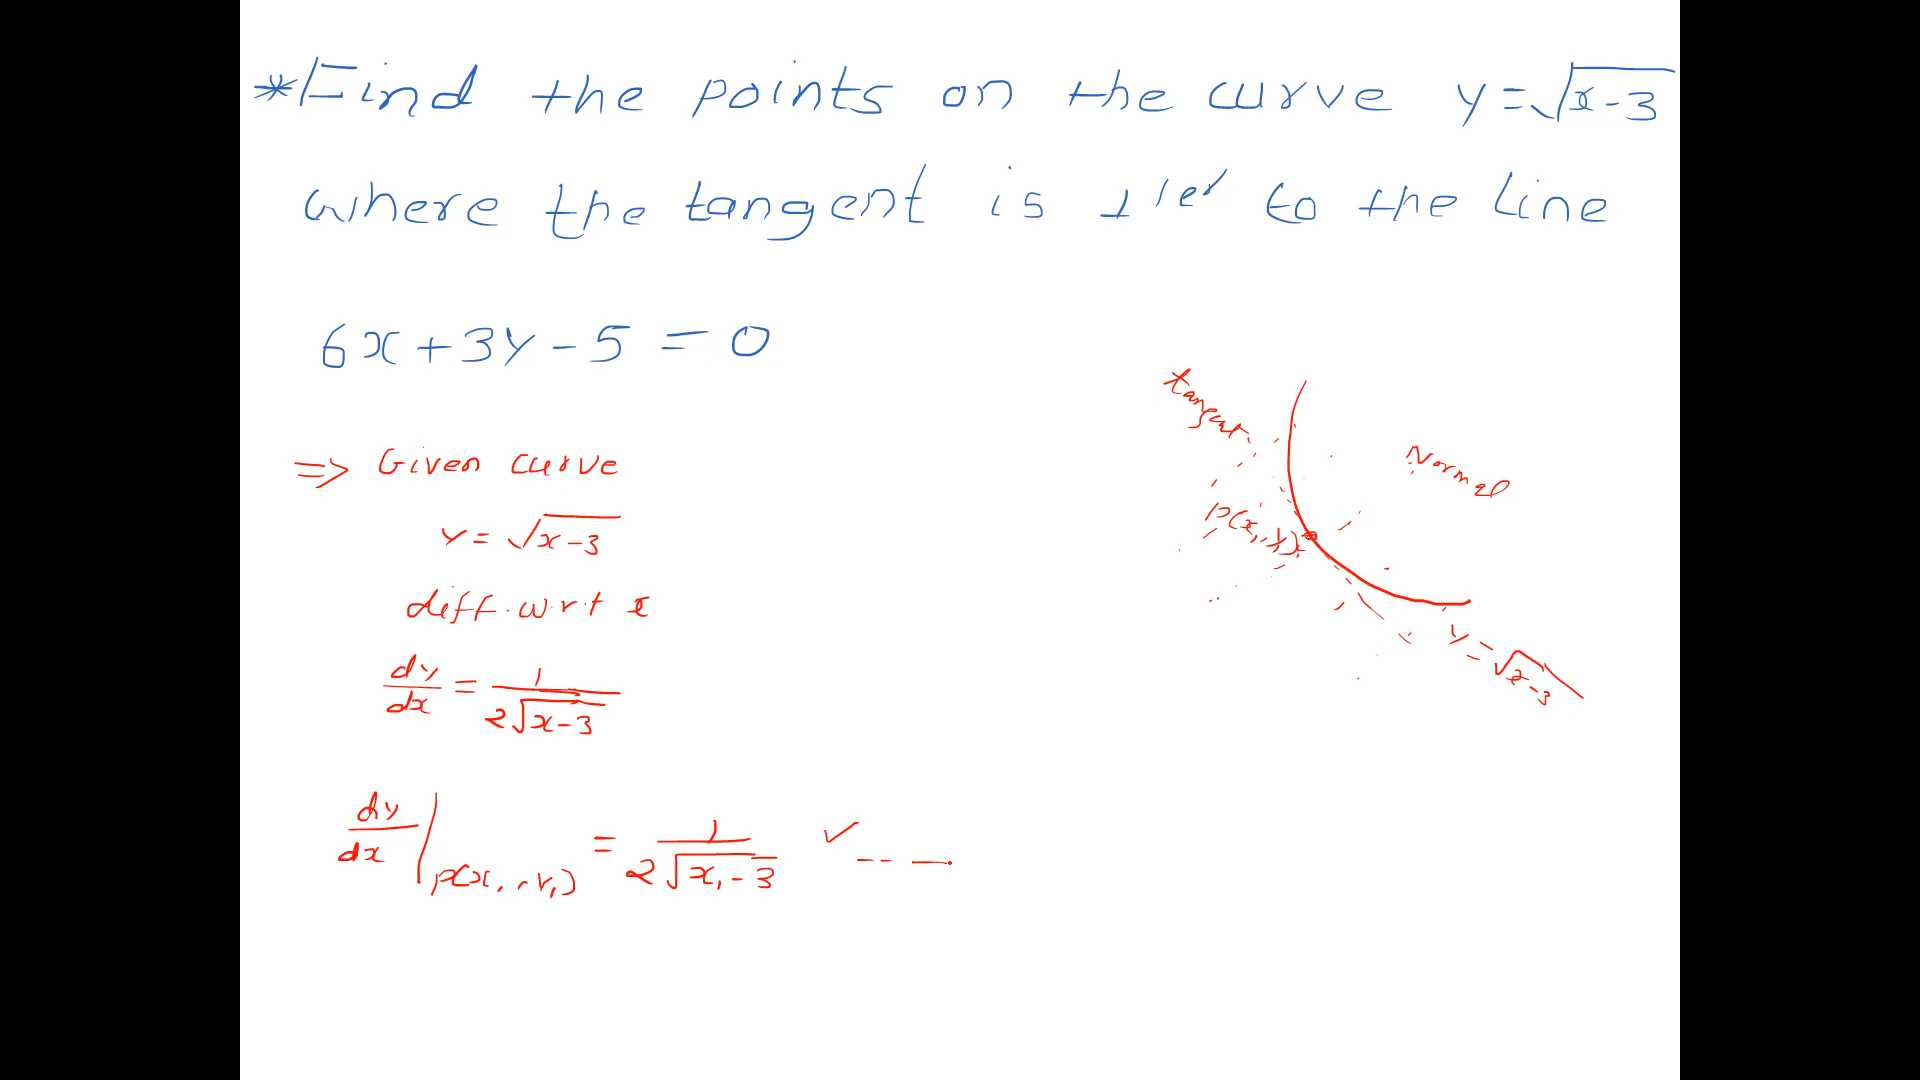 *Find the points on the curve y=√x-3
where the tangent is ⊥ler to the line
6x+3y-5=0
⇒ Given curve
y=√x-3
diff.w.r.t x
dy/dx = 1/2√x-3
dy/dx|p(x₁,y₁) = 1/2√x₁-3 ✓-- —
tangent
Normal
p(x₁,y₁)
y=√x-3